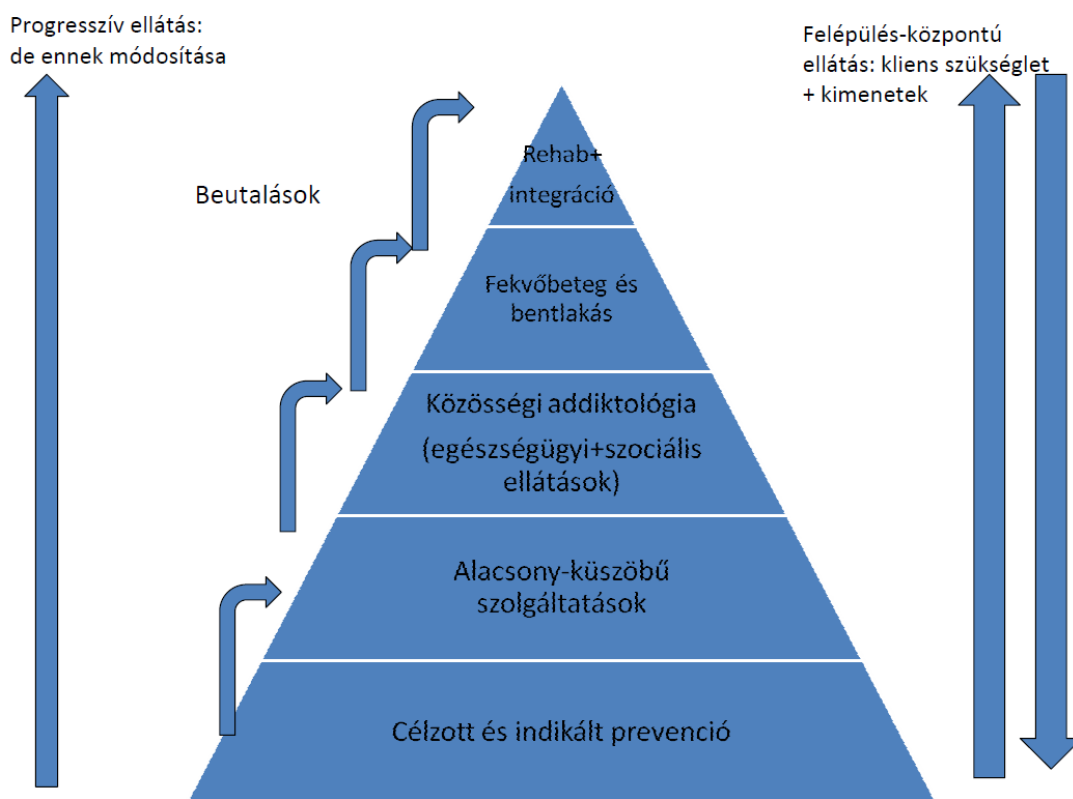 Progresszív ellátás:
de ennek módosítása
Felépülés-központú
ellátás: kliens szükséglet
+ kimenetek
Beutalások
Rehab+
integráció
Fekvőbeteg és
bentlakás
Közösségi addiktológia
(egészségügyi+szociális
ellátások)
Alacsony-küszöbű
szolgáltatások
Célzott és indikált prevenció